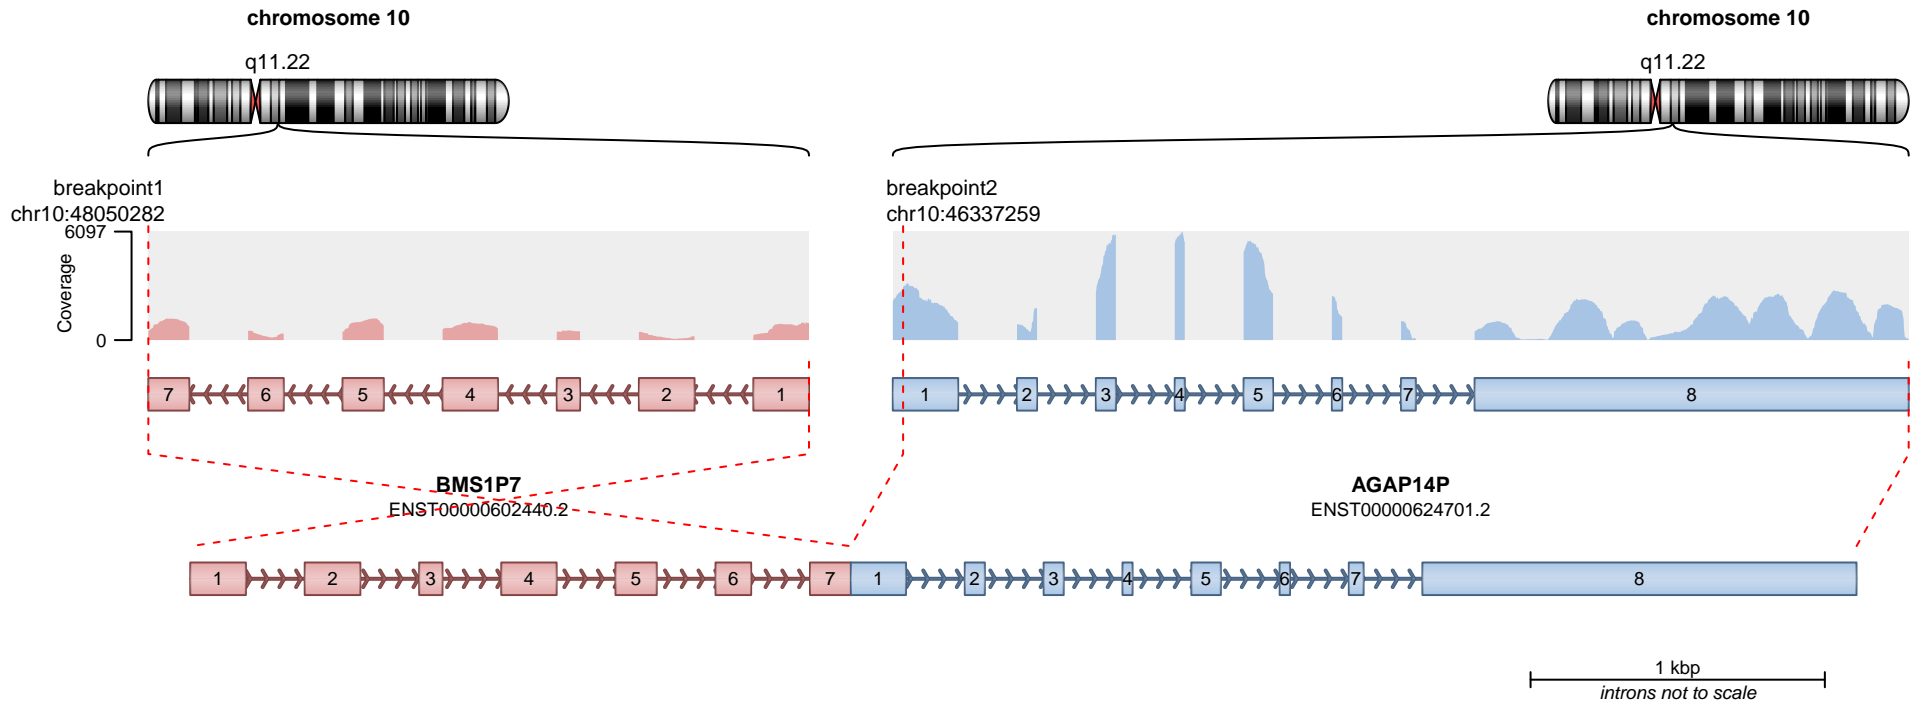 chromosome 10
chromosome 10
q11.22
q11.22
breakpoint1
chr10:48050282
breakpoint2
chr10:46337259
6097
Coverage
0
7 6 5 4 3 2 1
1 2 3 4 5 6 7 8
BMS1P7
ENST00000602440.2
AGAP14P
ENST00000624701.2
1 2 3 4 5 6 7 1 2 3 4 5 6 7 8
1 kbp
introns not to scale